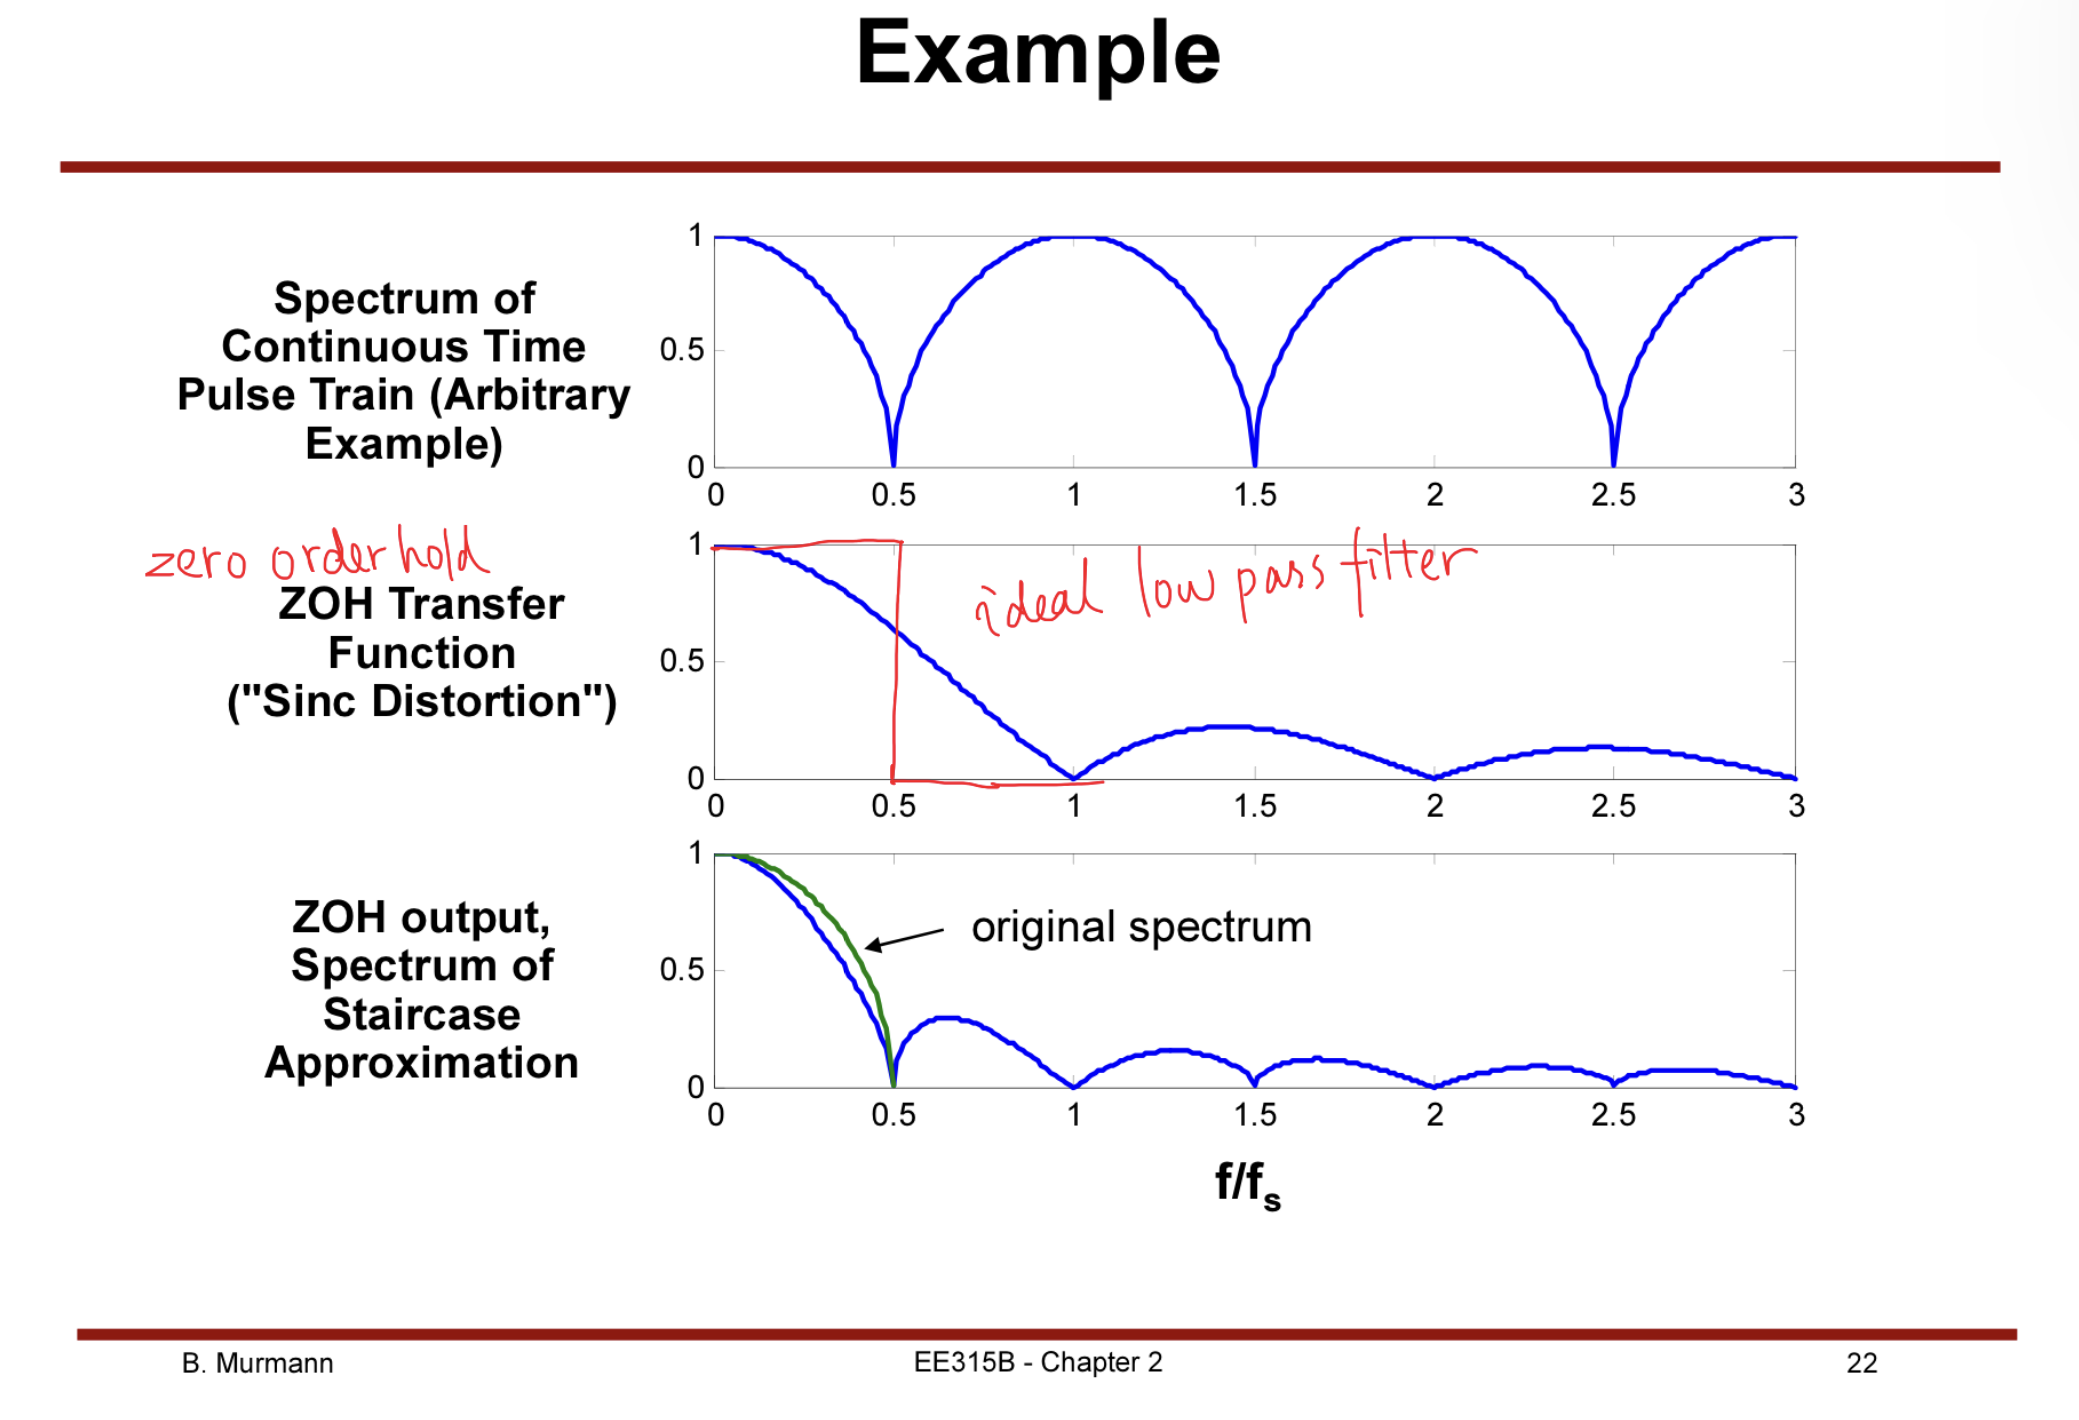 Example
Spectrum of
Continuous Time
Pulse Train (Arbitrary
Example)
1
0.5
0
0 0.5 1 1.5 2 2.5 3
zero order hold
ZOH Transfer
Function
("Sinc Distortion")
ideal low pass filter
1
0.5
0
0 0.5 1 1.5 2 2.5 3
ZOH output,
Spectrum of
Staircase
Approximation
original spectrum
1
0.5
0
0 0.5 1 1.5 2 2.5 3
f/fs
B. Murmann EE315B - Chapter 2 22